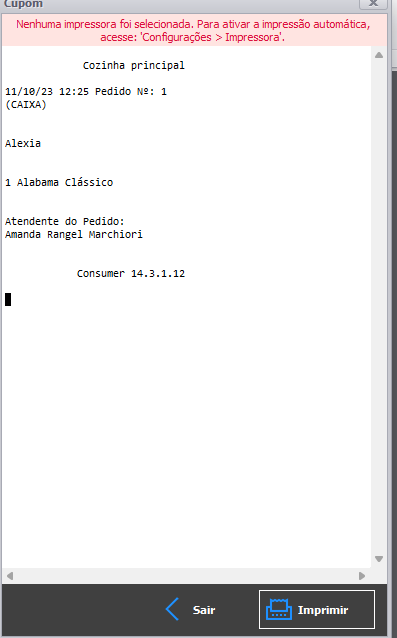 Cupom
Nenhuma impressora foi selecionada. Para ativar a impressão automática,
acesse: 'Configurações > Impressora'.
Cozinha principal
11/10/23 12:25 Pedido Nº: 1
(CAIXA)
Alexia
1 Alabama Clássico
Atendente do Pedido:
Amanda Rangel Marchiori
Consumer 14.3.1.12
Sair
Imprimir